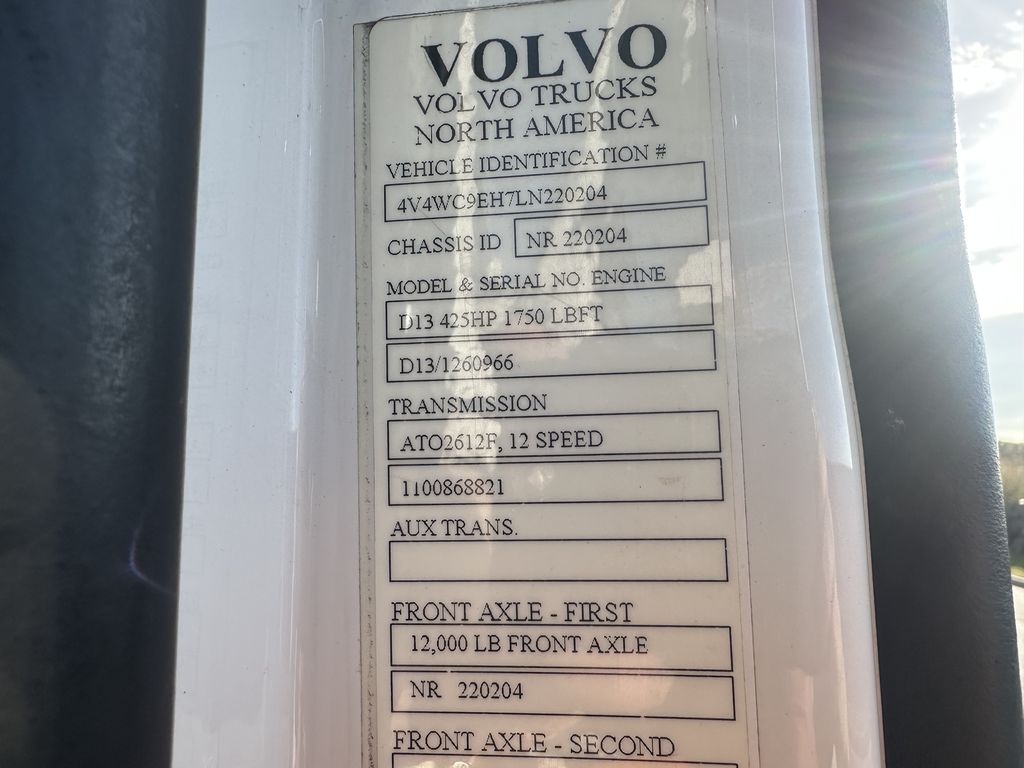 VOLVO
VOLVO TRUCKS
NORTH AMERICA
VEHICLE IDENTIFICATION #
4V4WC9EH7LN220204
CHASSIS ID NR 220204
MODEL & SERIAL NO. ENGINE
D13 425HP 1750 LBFT
D13/1260966
TRANSMISSION
ATO2612F, 12 SPEED
1100868821
AUX TRANS.
FRONT AXLE - FIRST
12,000 LB FRONT AXLE
NR 220204
FRONT AXLE - SECOND